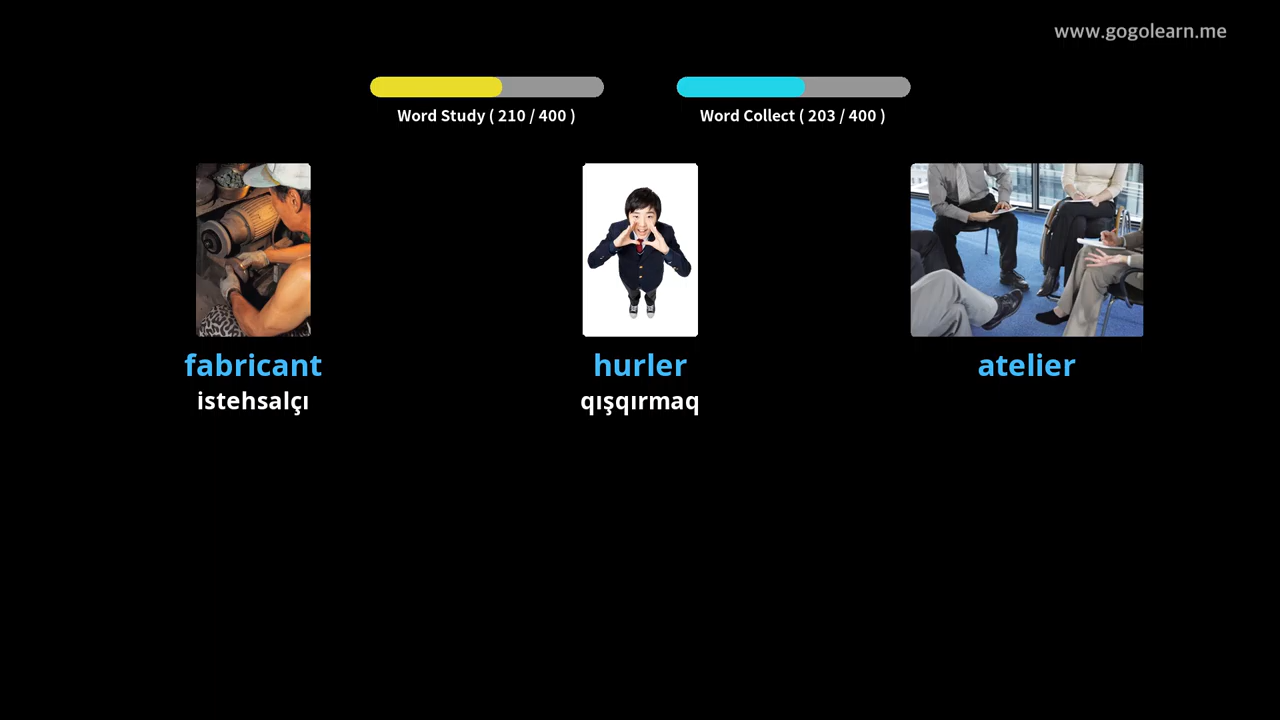 www.gogolearn.me
Word Study ( 210 / 400 )
Word Collect ( 203 / 400 )
fabricant
istehsalçı
hurler
qışqırmaq
atelier